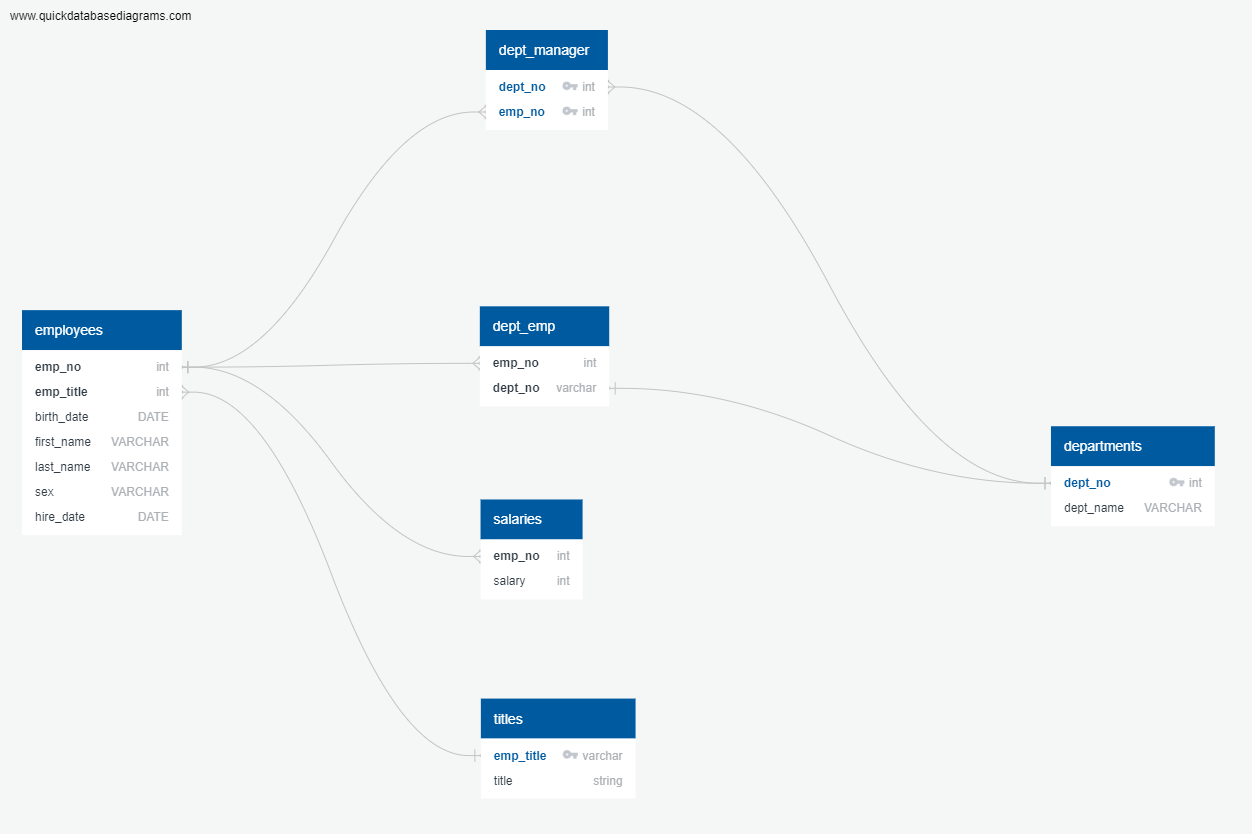 www.quickdatabasediagrams.com
dept_manager
dept_no int
emp_no int
employees
emp_no int
emp_title int
birth_date DATE
first_name VARCHAR
last_name VARCHAR
sex VARCHAR
hire_date DATE
dept_emp
emp_no int
dept_no varchar
departments
dept_no int
dept_name VARCHAR
salaries
emp_no int
salary int
titles
emp_title varchar
title string